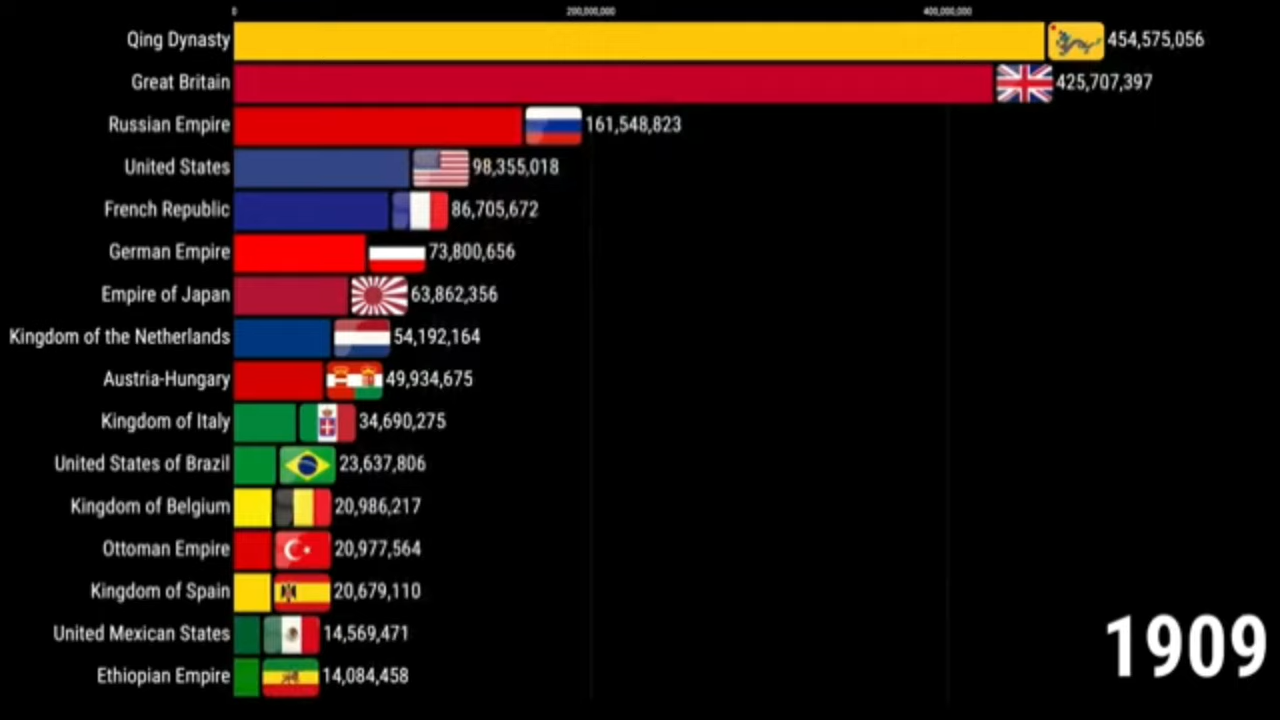 0 200,000,000 400,000,000
Qing Dynasty 454,575,056
Great Britain 425,707,397
Russian Empire 161,548,823
United States 98,355,018
French Republic 86,705,672
German Empire 73,800,656
Empire of Japan 63,862,356
Kingdom of the Netherlands 54,192,164
Austria-Hungary 49,934,675
Kingdom of Italy 34,690,275
United States of Brazil 23,637,806
Kingdom of Belgium 20,986,217
Ottoman Empire 20,977,564
Kingdom of Spain 20,679,110
United Mexican States 14,569,471
Ethiopian Empire 14,084,458
1909